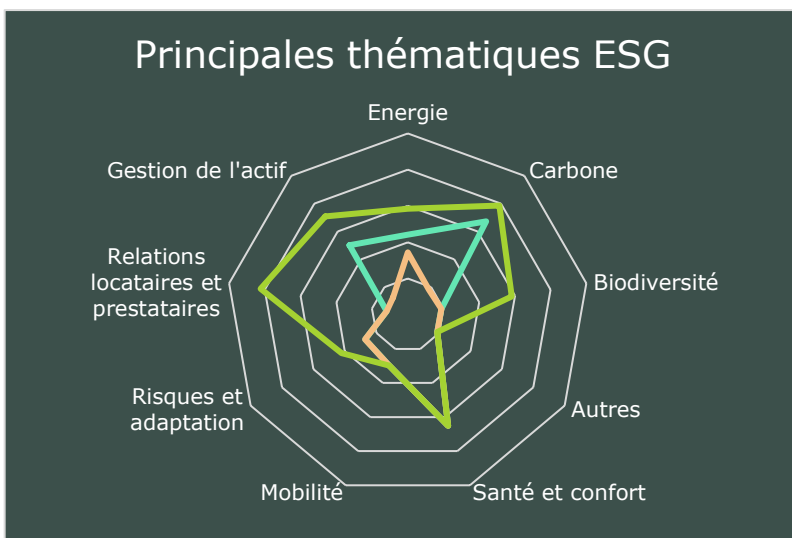 Principales thématiques ESG
Energie
Carbone
Biodiversité
Autres
Santé et confort
Mobilité
Risques et
adaptation
Relations
locataires et
prestataires
Gestion de l'actif